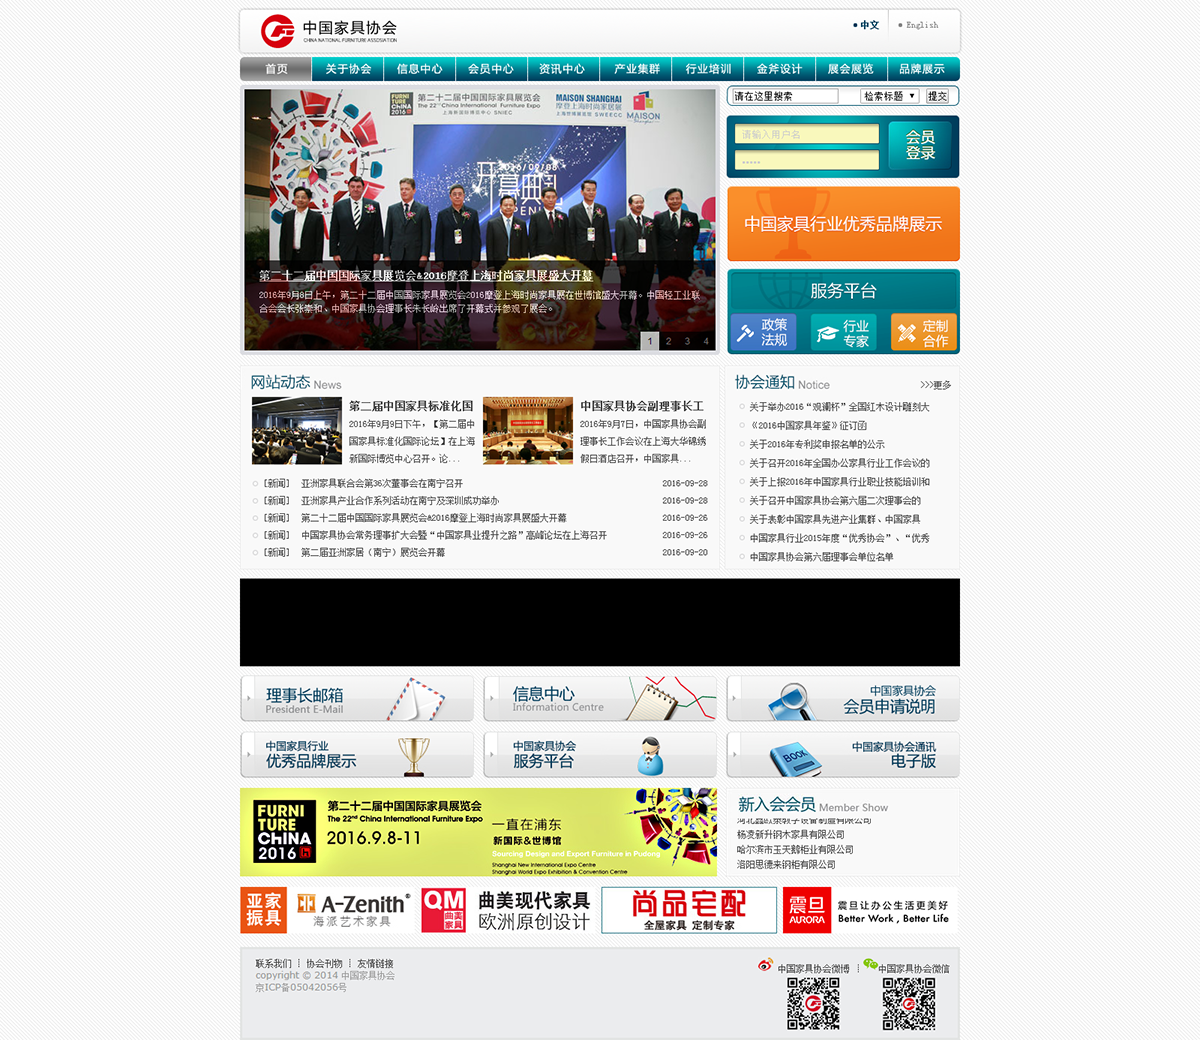 中国家具协会
CHINA NATIONAL FURNITURE ASSOSIATION
中文
English
首页 关于协会 信息中心 会员中心 资讯中心 产业集群 行业培训 金斧设计 展会展览 品牌展示
FURNI TURE CHINA 2016
第二十二届中国国际家具展览会
The 22nd China International Furniture Expo
上海新国际博览中心 SNIEC
MAISON SHANGHAI
摩登上海时尚家居展
上海世博展览馆 SWEECC
MAISON
2016/09/08
开幕典礼
第二十二届中国国际家具展览会&2016摩登上海时尚家具展盛大开幕
2016年9月8日上午，第二十二届中国国际家具展览会2016摩登上海时尚家具展在世博馆盛大开幕。中国轻工业联
合会会长张崇和、中国家具协会理事长朱长岭出席了开幕式并参观了展会。
1 2 3 4
请在这里搜索 检索标题 提交
请输入用户名
会员
登录
中国家具行业优秀品牌展示
服务平台
政策
法规
行业
专家
定制
合作
网站动态 News
第二届中国家具标准化国
2016年9月9日下午，【第二届中
国家具标准化国际论坛】在上海
新国际博览中心召开。论...
中国家具协会副理事长工
2016年9月7日，中国家具协会副
理事长工作会议在上海大华锦绣
假日酒店召开，中国家具...
[新闻] 亚洲家具联合会第36次董事会在南宁召开 2016-09-28
[新闻] 亚洲家具产业合作系列活动在南宁及深圳成功举办 2016-09-28
[新闻] 第二十二届中国国际家具展览会&2016摩登上海时尚家具展盛大开幕 2016-09-26
[新闻] 中国家具协会常务理事扩大会暨“中国家具业提升之路”高峰论坛在上海召开 2016-09-26
[新闻] 第二届亚洲家居（南宁）展览会开幕 2016-09-20
协会通知 Notice
>>>更多
关于举办2016“观澜杯”全国红木设计雕刻大
《2016中国家具年鉴》征订函
关于2016年专利奖申报名单的公示
关于召开2016年全国办公家具行业工作会议的
关于上报2016年中国家具行业职业技能培训和
关于召开中国家具协会第六届二次理事会的
关于表彰中国家具先进产业集群、中国家具
中国家具行业2015年度“优秀协会”、“优秀
中国家具协会第六届理事会单位名单
理事长邮箱
President E-Mail
信息中心
Information Centre
中国家具协会
会员申请说明
中国家具行业
优秀品牌展示
中国家具协会
服务平台
BOOK
中国家具协会通讯
电子版
FURNI TURE CHINA 2016
第二十二届中国国际家具展览会
The 22nd China International Furniture Expo
2016.9.8-11
一直在浦东
新国际&世博馆
Sourcing Design and Export Furniture in Pudong
Shanghai New International Expo Centre
Shanghai World Expo Exhibition & Convention Centre
新入会会员 Member Show
杨凌新升钢木家具有限公司
哈尔滨市玉天鹅柜业有限公司
洛阳思德来钢柜有限公司
亚家
振兴
A-Zenith®
海派艺术家具
QM
曲美
家具
曲美现代家具
欧洲原创设计
尚品宅配
全屋家具 定制专家
震旦
AURORA
震旦让办公生活更美好
Better Work , Better Life
联系我们 ┊ 协会刊物 ┊ 友情链接
copyright © 2014 中国家具协会
京ICP备05042056号
中国家具协会微博 ┊ 中国家具协会微信